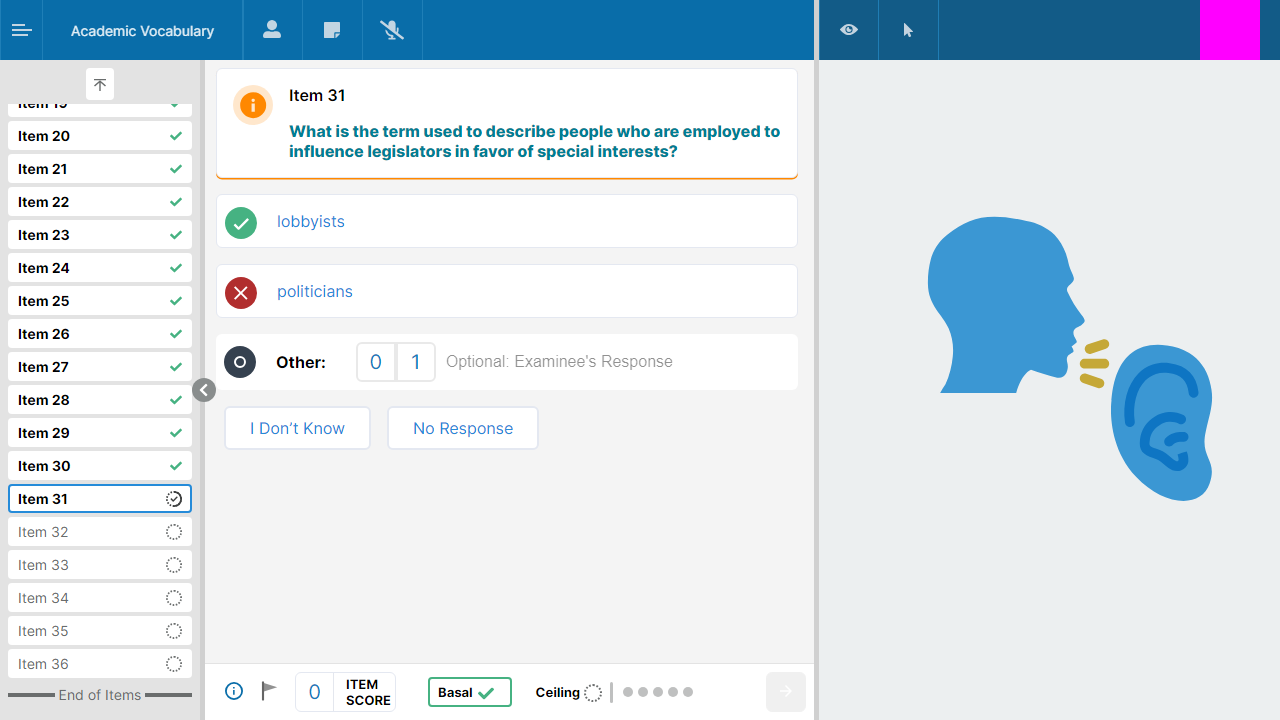 Academic Vocabulary
Item 19
Item 20
Item 21
Item 22
Item 23
Item 24
Item 25
Item 26
Item 27
Item 28
Item 29
Item 30
Item 31
Item 32
Item 33
Item 34
Item 35
Item 36
End of Items
Item 31
What is the term used to describe people who are employed to
influence legislators in favor of special interests?
lobbyists
politicians
Other:
0
1
Optional: Examinee's Response
I Don’t Know
No Response
0
ITEM
SCORE
Basal
Ceiling